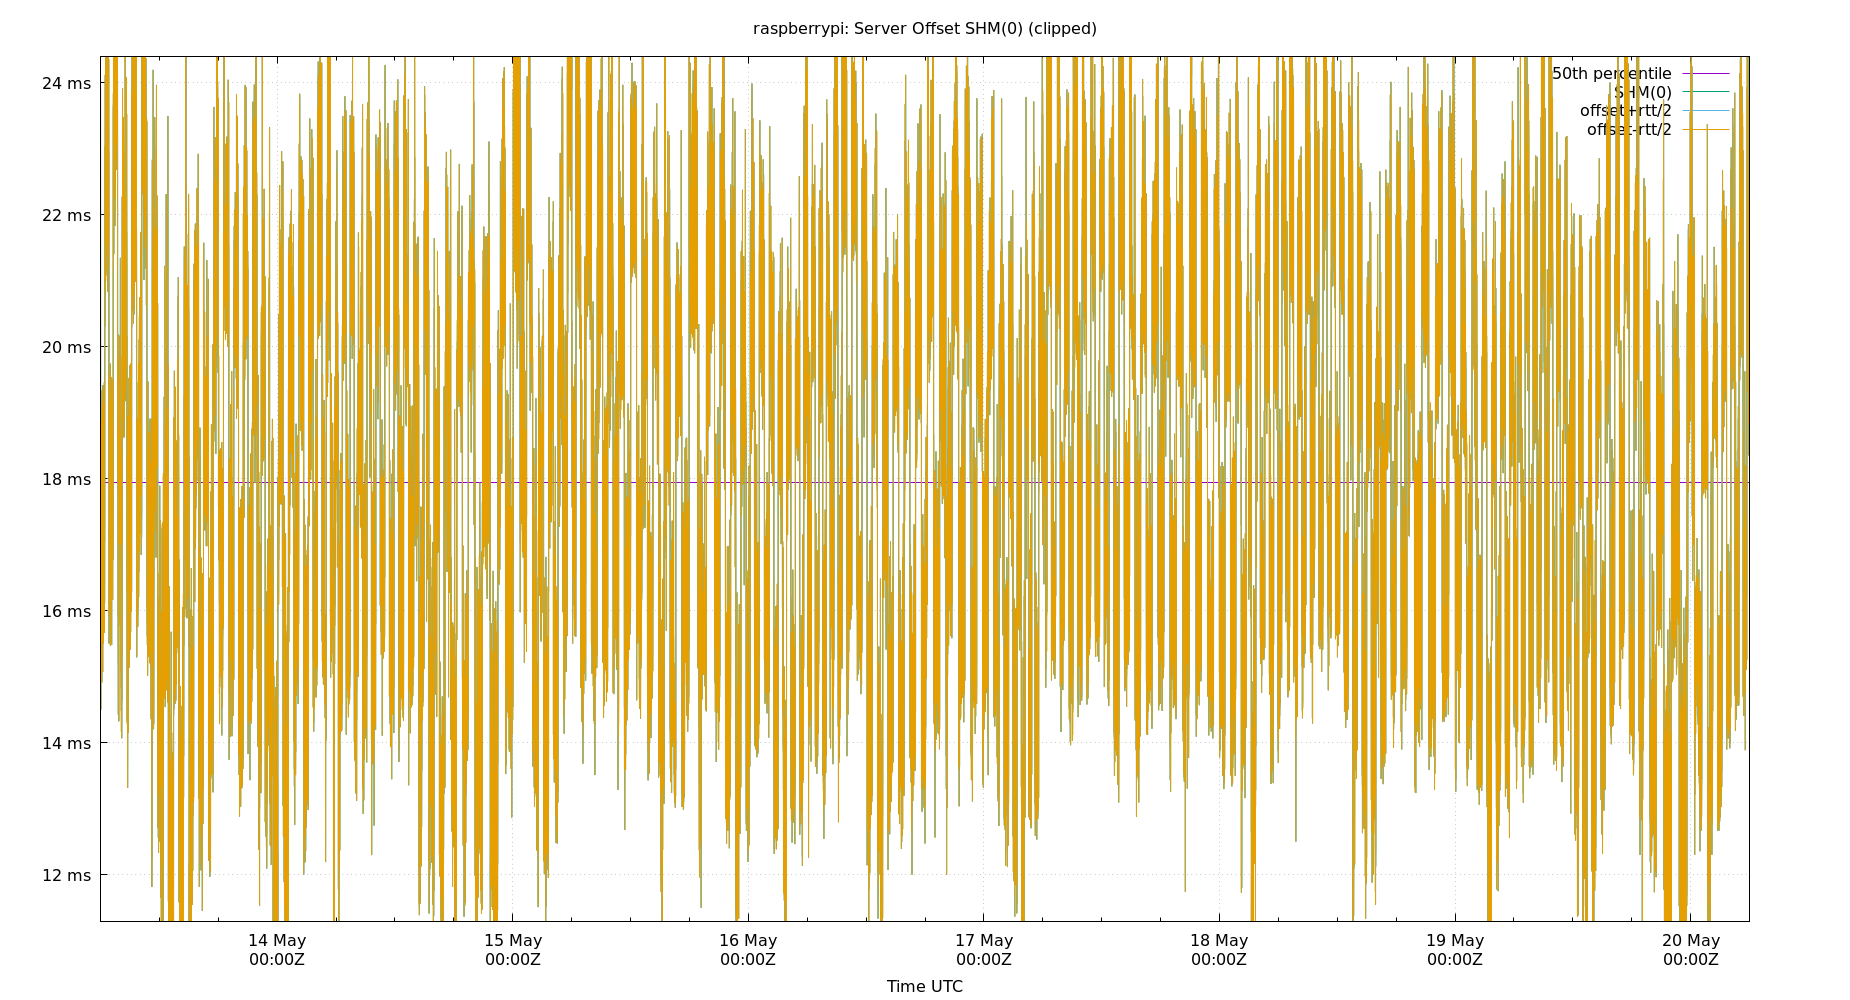 raspberrypi: Server Offset SHM(0) (clipped)
24 ms
22 ms
20 ms
18 ms
16 ms
14 ms
12 ms
50th percentile
SHM(0)
offset+rtt/2
offset-rtt/2
14 May 15 May 16 May 17 May 18 May 19 May 20 May
00:00Z 00:00Z 00:00Z 00:00Z 00:00Z 00:00Z 00:00Z
Time UTC